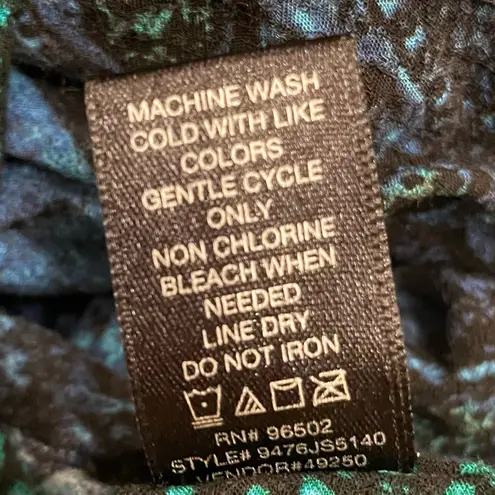 MACHINE WASH
COLD WITH LIKE
COLORS
GENTLE CYCLE
ONLY
NON CHLORINE
BLEACH WHEN
NEEDED
LINE DRY
DO NOT IRON
RN# 96502
STYLE# 9476JS5140
VENDOR#49250